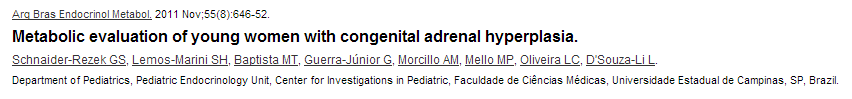 Arq Bras Endocrinol Metabol. 2011 Nov;55(8):646-52.
Metabolic evaluation of young women with congenital adrenal hyperplasia.
Schnaider-Rezek GS, Lemos-Marini SH, Baptista MT, Guerra-Júnior G, Morcillo AM, Mello MP, Oliveira LC, D'Souza-Li L.
Department of Pediatrics, Pediatric Endocrinology Unit, Center for Investigations in Pediatric, Faculdade de Ciências Médicas, Universidade Estadual de Campinas, SP, Brazil.